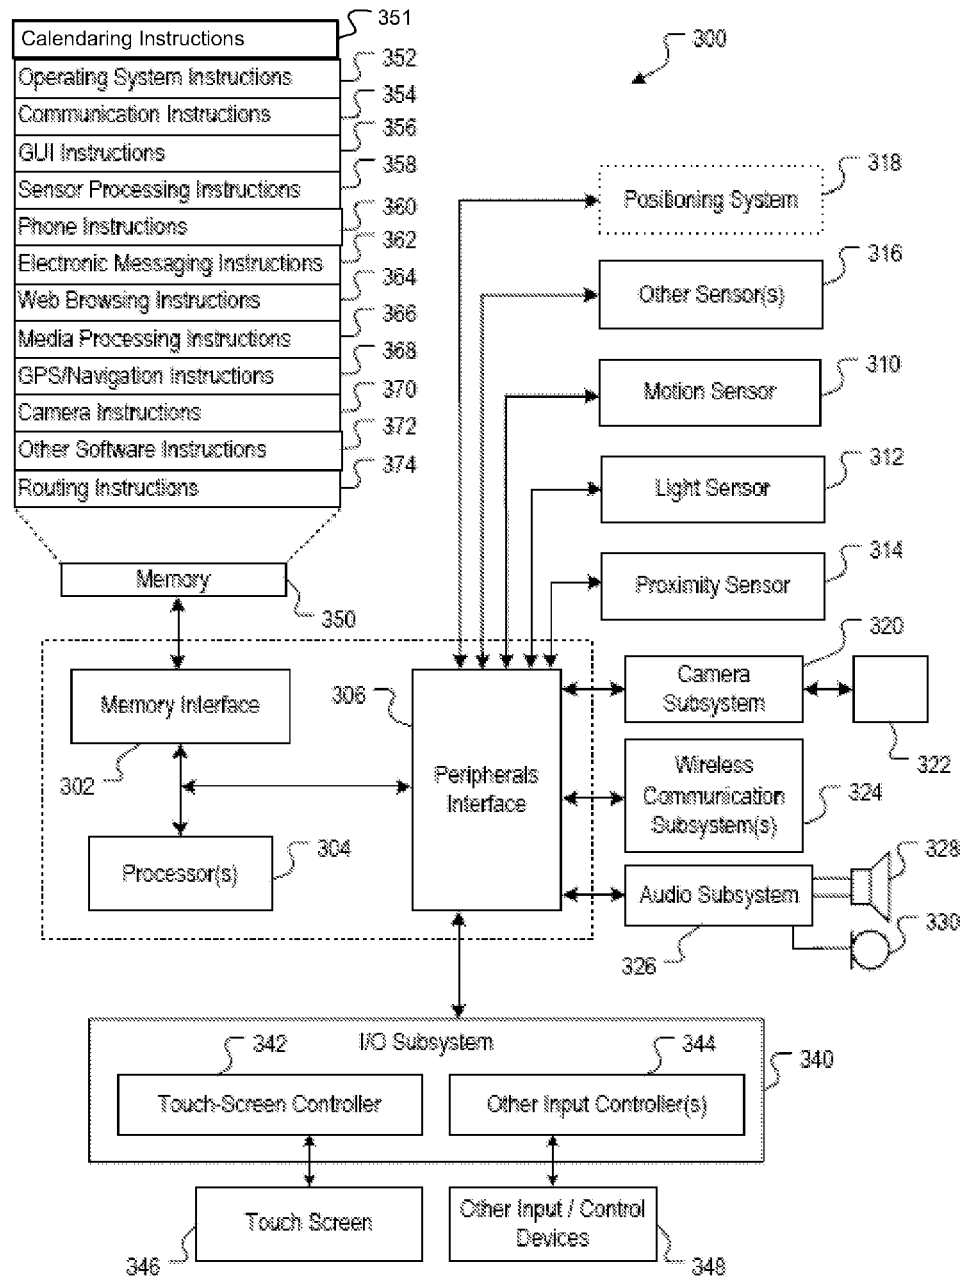 351
Calendaring Instructions
300
352
Operating System Instructions
354
Communication Instructions
356
GUI Instructions
358
Sensor Processing Instructions
360
Phone Instructions
362
Electronic Messaging Instructions
364
Web Browsing Instructions
366
Media Processing Instructions
368
GPS/Navigation Instructions
370
Camera Instructions
372
Other Software Instructions
374
Routing Instructions
318
Positioning System
316
Other Sensor(s)
310
Motion Sensor
312
Light Sensor
314
Proximity Sensor
Memory
350
320
Camera
Subsystem
322
Memory Interface
302
306
Peripherals
Interface
Wireless
Communication
Subsystem(s)
324
304
Processor(s)
328
Audio Subsystem
330
326
I/O Subsystem
342
344
340
Touch-Screen Controller
Other Input Controller(s)
Touch Screen
346
Other Input / Control
Devices
348